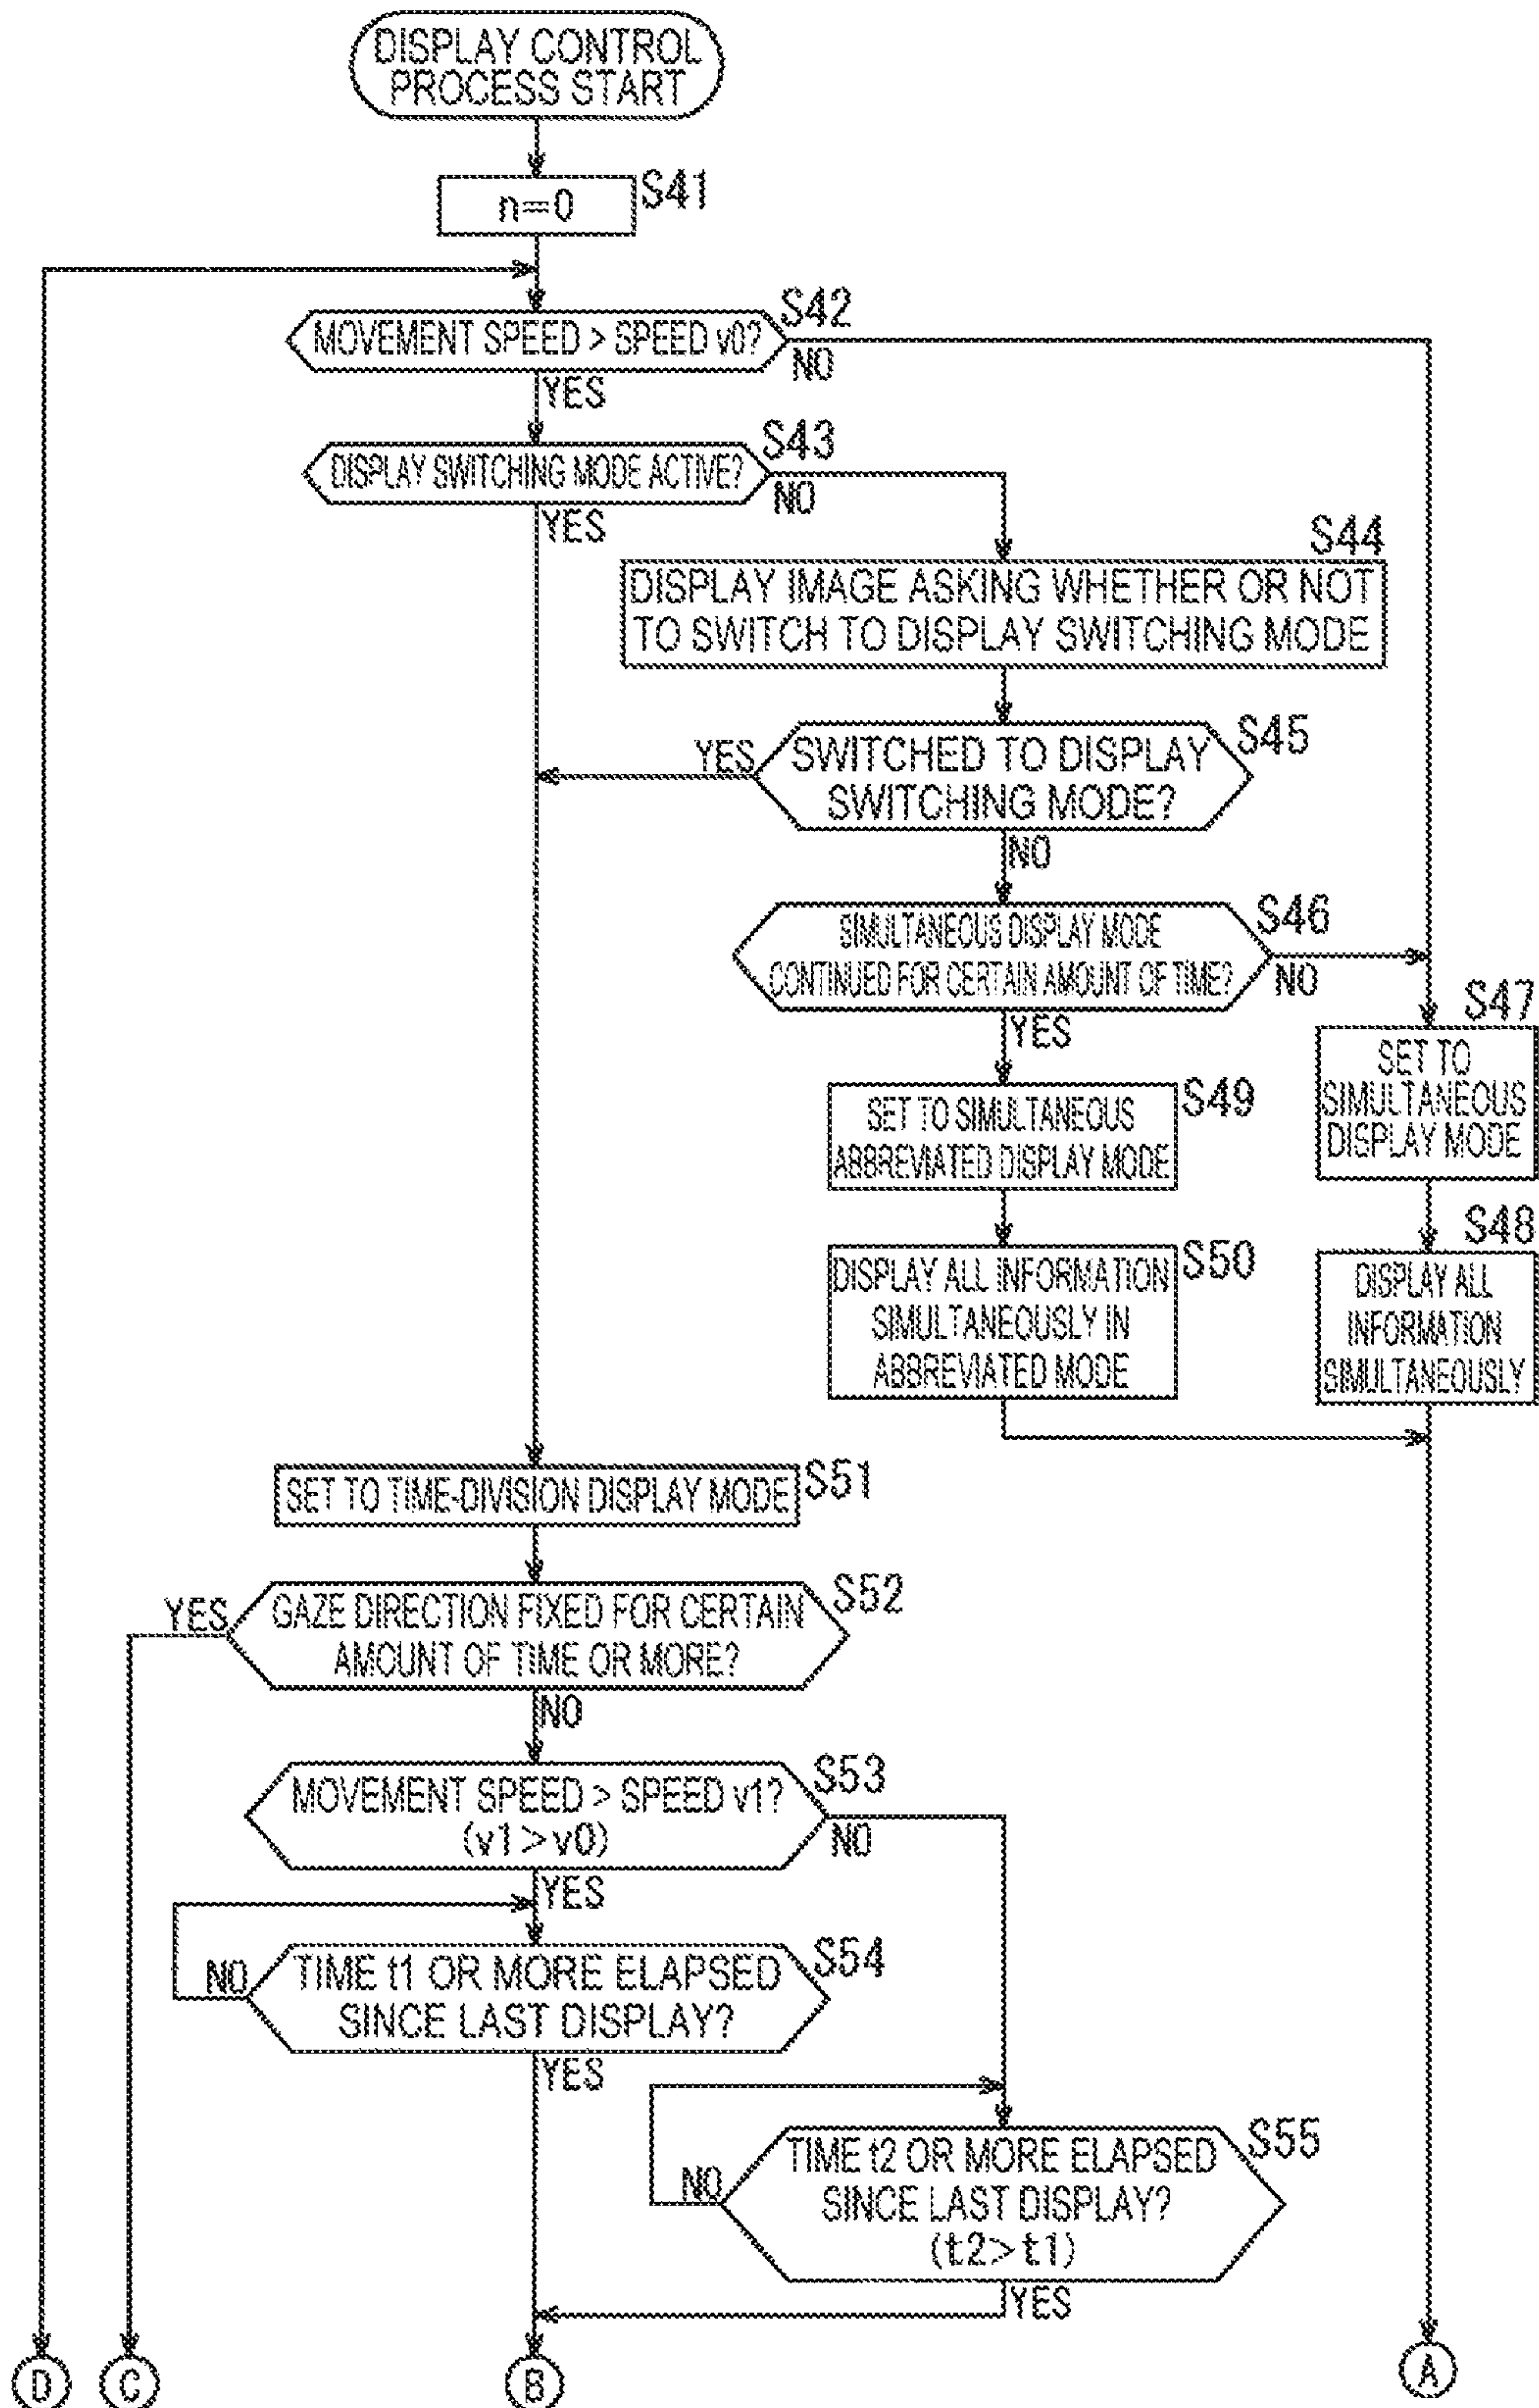 DISPLAY CONTROL
PROCESS START
n=0
S41
MOVEMENT SPEED > SPEED v0?
S42
NO
YES
DISPLAY SWITCHING MODE ACTIVE?
S43
NO
YES
S44
DISPLAY IMAGE ASKING WHETHER OR NOT
TO SWITCH TO DISPLAY SWITCHING MODE
YES
SWITCHED TO DISPLAY
SWITCHING MODE?
S45
NO
SIMULTANEOUS DISPLAY MODE
CONTINUED FOR CERTAIN AMOUNT OF TIME?
S46
NO
YES
S47
SET TO
SIMULTANEOUS
DISPLAY MODE
SET TO SIMULTANEOUS
ABBREVIATED DISPLAY MODE
S49
S48
DISPLAY ALL
INFORMATION
SIMULTANEOUSLY
DISPLAY ALL INFORMATION
SIMULTANEOUSLY IN
ABBREVIATED MODE
S50
SET TO TIME-DIVISION DISPLAY MODE
S51
YES
GAZE DIRECTION FIXED FOR CERTAIN
AMOUNT OF TIME OR MORE?
S52
NO
MOVEMENT SPEED > SPEED v1?
(v1>v0)
S53
NO
YES
NO
TIME t1 OR MORE ELAPSED
SINCE LAST DISPLAY?
S54
YES
NO
TIME t2 OR MORE ELAPSED
SINCE LAST DISPLAY?
(t2>t1)
S55
YES
D
C
B
A